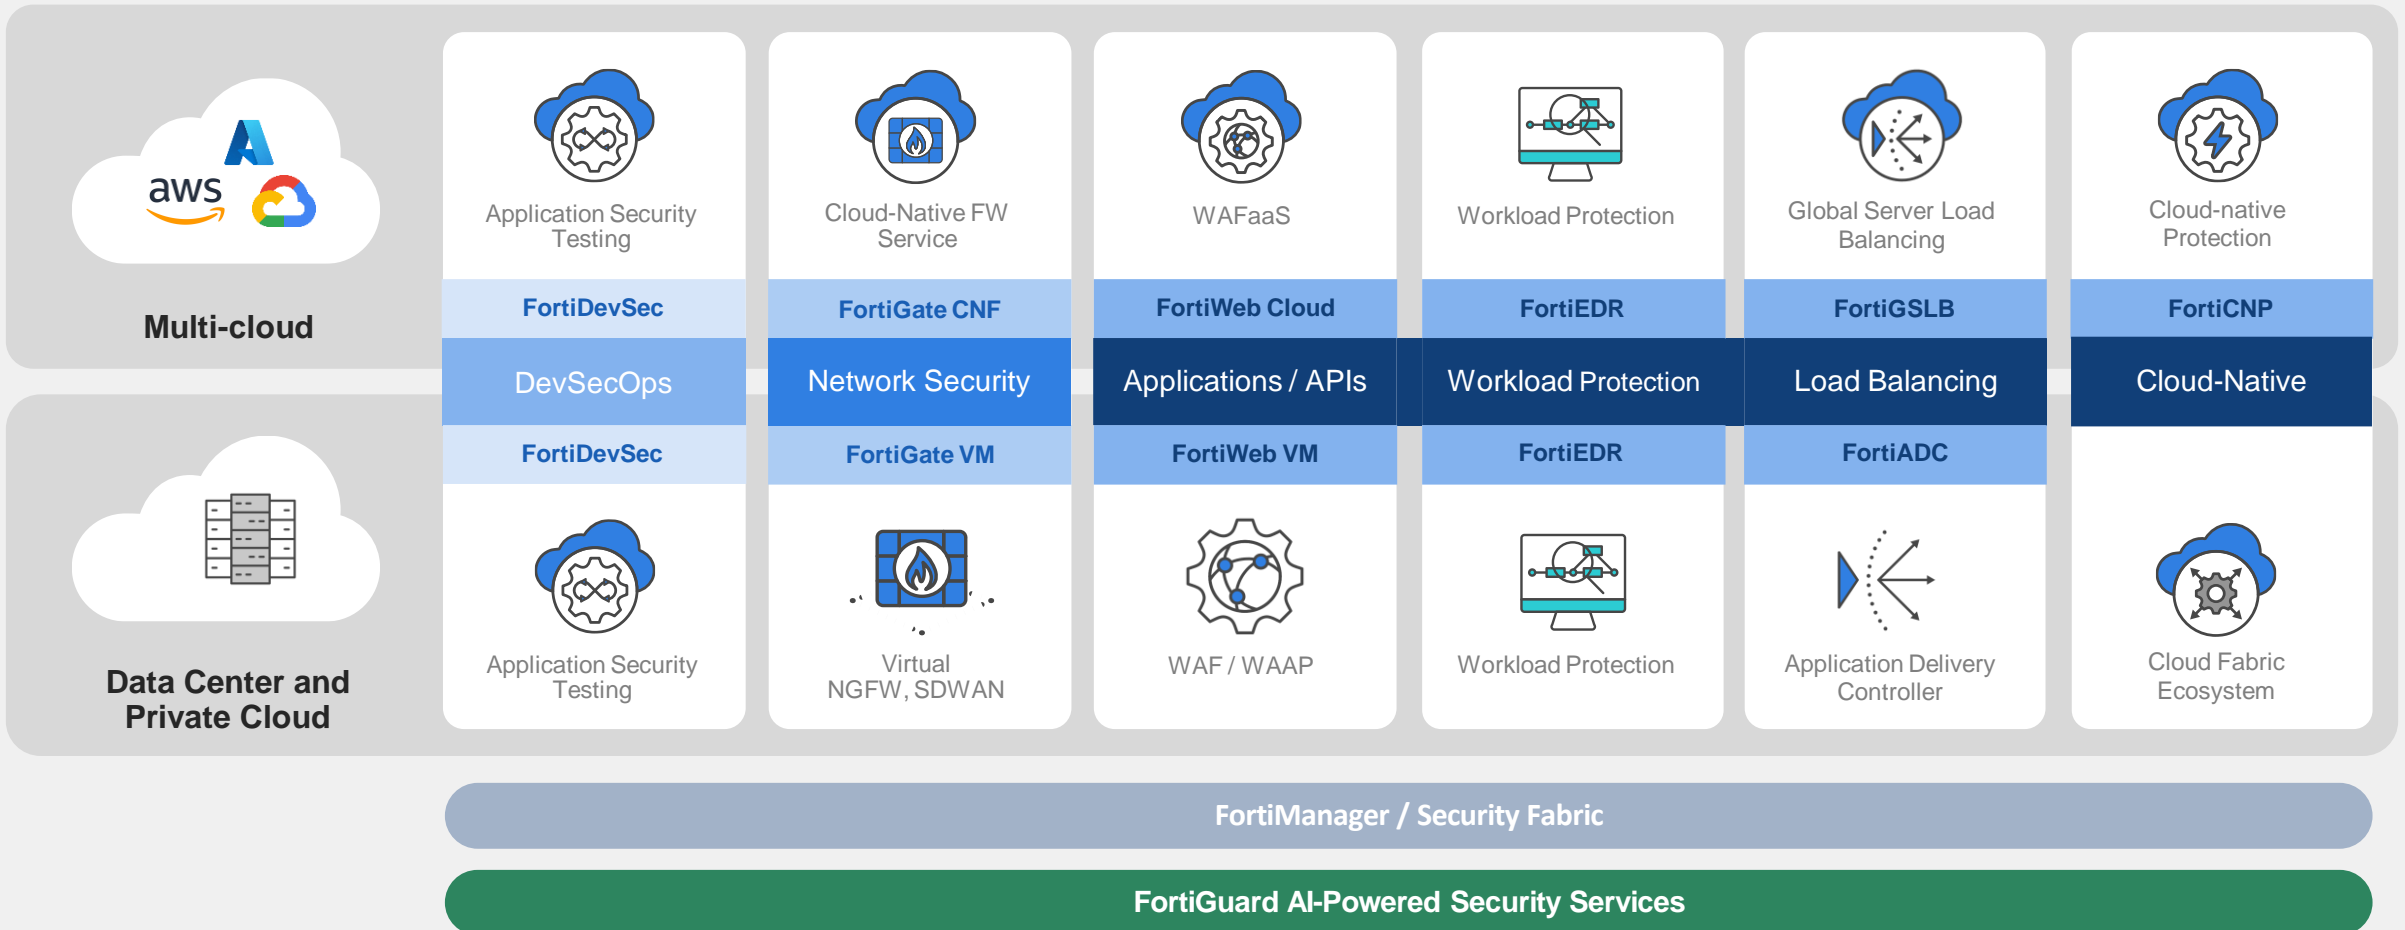 aws
Multi-cloud
Application Security
Testing
Cloud-Native FW
Service
WAFaaS
Workload Protection
Global Server Load
Balancing
Cloud-native
Protection
FortiDevSec
FortiGate CNF
FortiWeb Cloud
FortiEDR
FortiGSLB
FortiCNP
DevSecOps
Network Security
Applications / APIs
Workload Protection
Load Balancing
Cloud-Native
FortiDevSec
FortiGate VM
FortiWeb VM
FortiEDR
FortiADC
Data Center and
Private Cloud
Application Security
Testing
Virtual
NGFW, SDWAN
WAF / WAAP
Workload Protection
Application Delivery
Controller
Cloud Fabric
Ecosystem
FortiManager / Security Fabric
FortiGuard AI-Powered Security Services